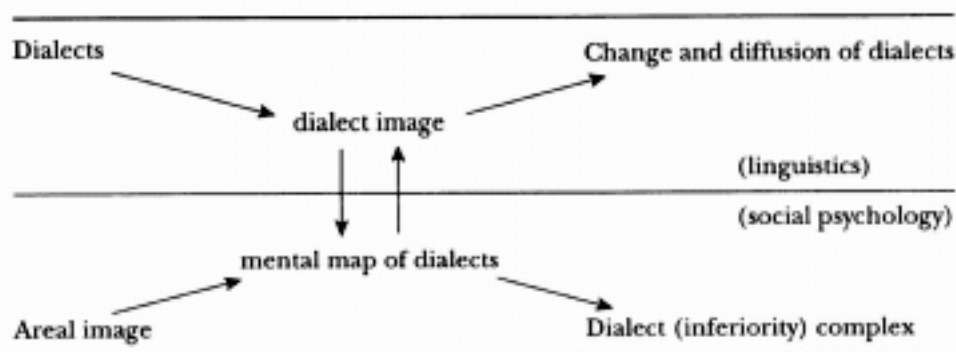 Dialects
Change and diffusion of dialects
dialect image
(linguistics)
(social psychology)
mental map of dialects
Areal image
Dialect (inferiority) complex